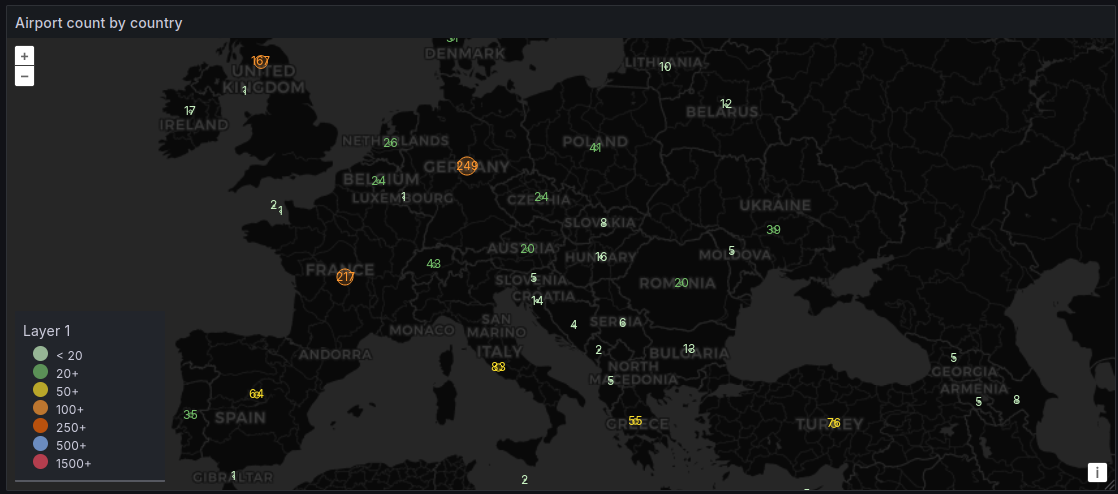 Airport count by country
+
−
DENMARK
167
UNITED
KINGDOM
LITHUANIA
10
1
17
IRELAND
12
BELARUS
NETHERLANDS
26
POLAND
41
GERMANY
249
BELGIUM
24
LUXEMBOURG
1
CZECHIA
24
2
1
UKRAINE
SLOVAKIA
8
39
AUSTRIA
20
MOLDOVA
5
HUNGARY
16
43
FRANCE
217
SLOVENIA
5
ROMANIA
20
CROATIA
14
SAN
MARINO
MONACO
4
SERBIA
6
ITALY
2
BULGARIA
13
ANDORRA
NORTH
MACEDONIA
5
83
5
GEORGIA
ARMENIA
5
8
64
SPAIN
35
GREECE
55
TURKEY
76
GIBRALTAR
1
2
Layer 1
< 20
20+
50+
100+
250+
500+
1500+
i